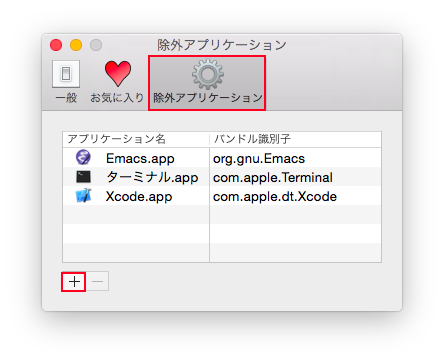 除外アプリケーション
一般 お気に入り 除外アプリケーション
アプリケーション名 バンドル識別子
Emacs.app org.gnu.Emacs
ターミナル.app com.apple.Terminal
Xcode.app com.apple.dt.Xcode